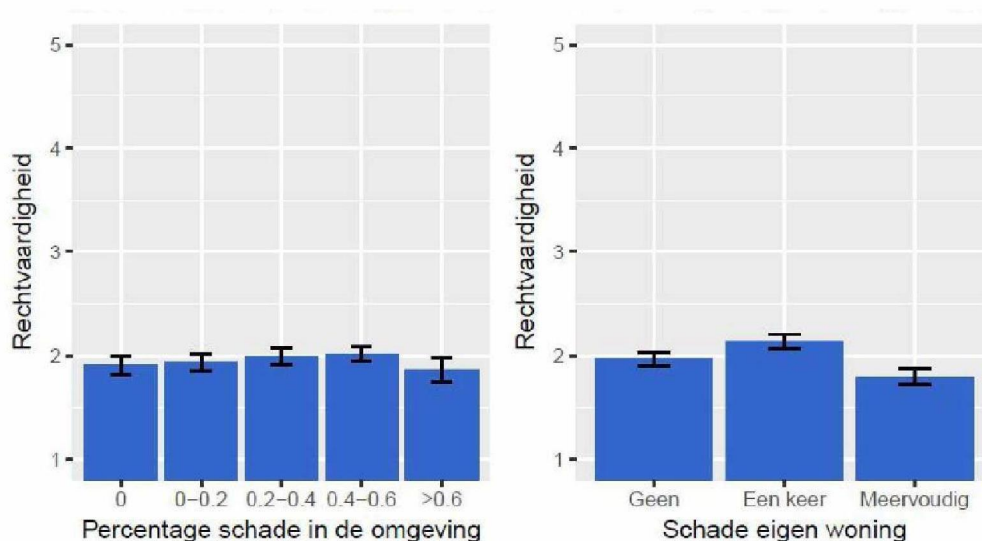 Rechtvaardigheid
5
4
3
2
1
0
0-0.2
0.2-0.4
0.4-0.6
>0.6
Percentage schade in de omgeving
Rechtvaardigheid
5
4
3
2
1
Geen
Een keer
Meervoudig
Schade eigen woning